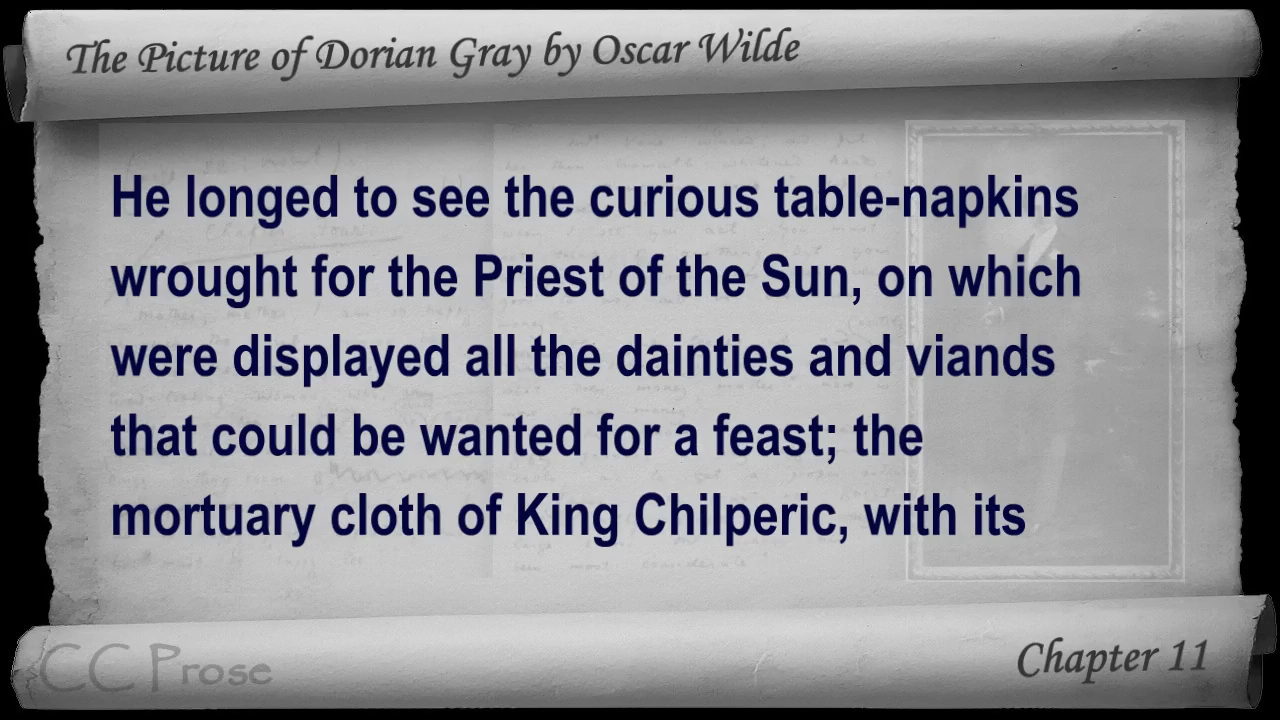 The Picture of Dorian Gray by Oscar Wilde
He longed to see the curious table-napkins
wrought for the Priest of the Sun, on which
were displayed all the dainties and viands
that could be wanted for a feast; the
mortuary cloth of King Chilperic, with its
CC Prose
Chapter 11